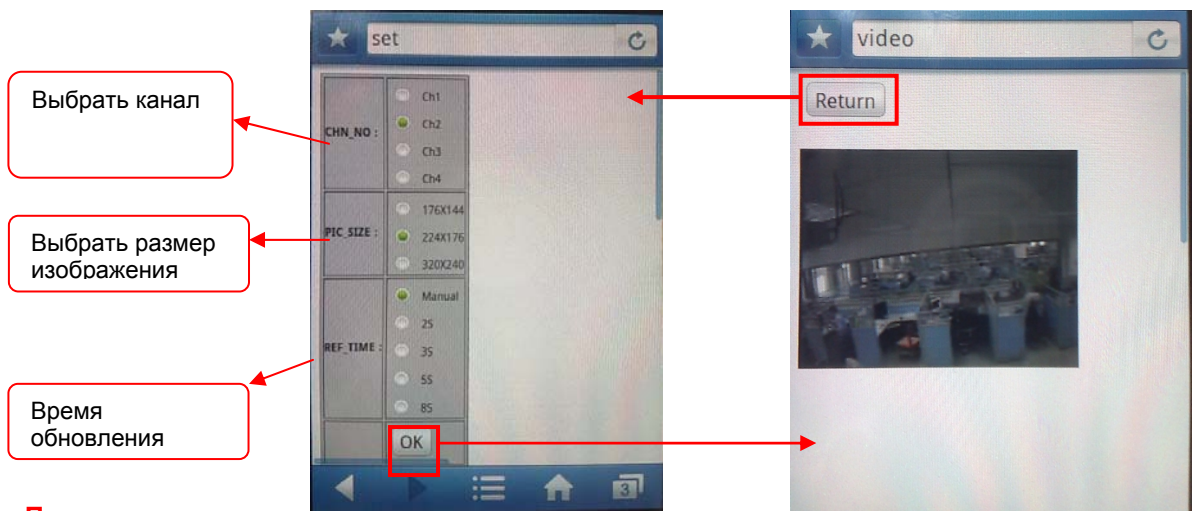 Выбрать канал
Выбрать размер
изображения
Время
обновления
set
CHN_NO :
Ch1
Ch2
Ch3
Ch4
PIC_SIZE :
176X144
224X176
320X240
REF_TIME :
Manual
2S
3S
5S
8S
OK
3
video
Return